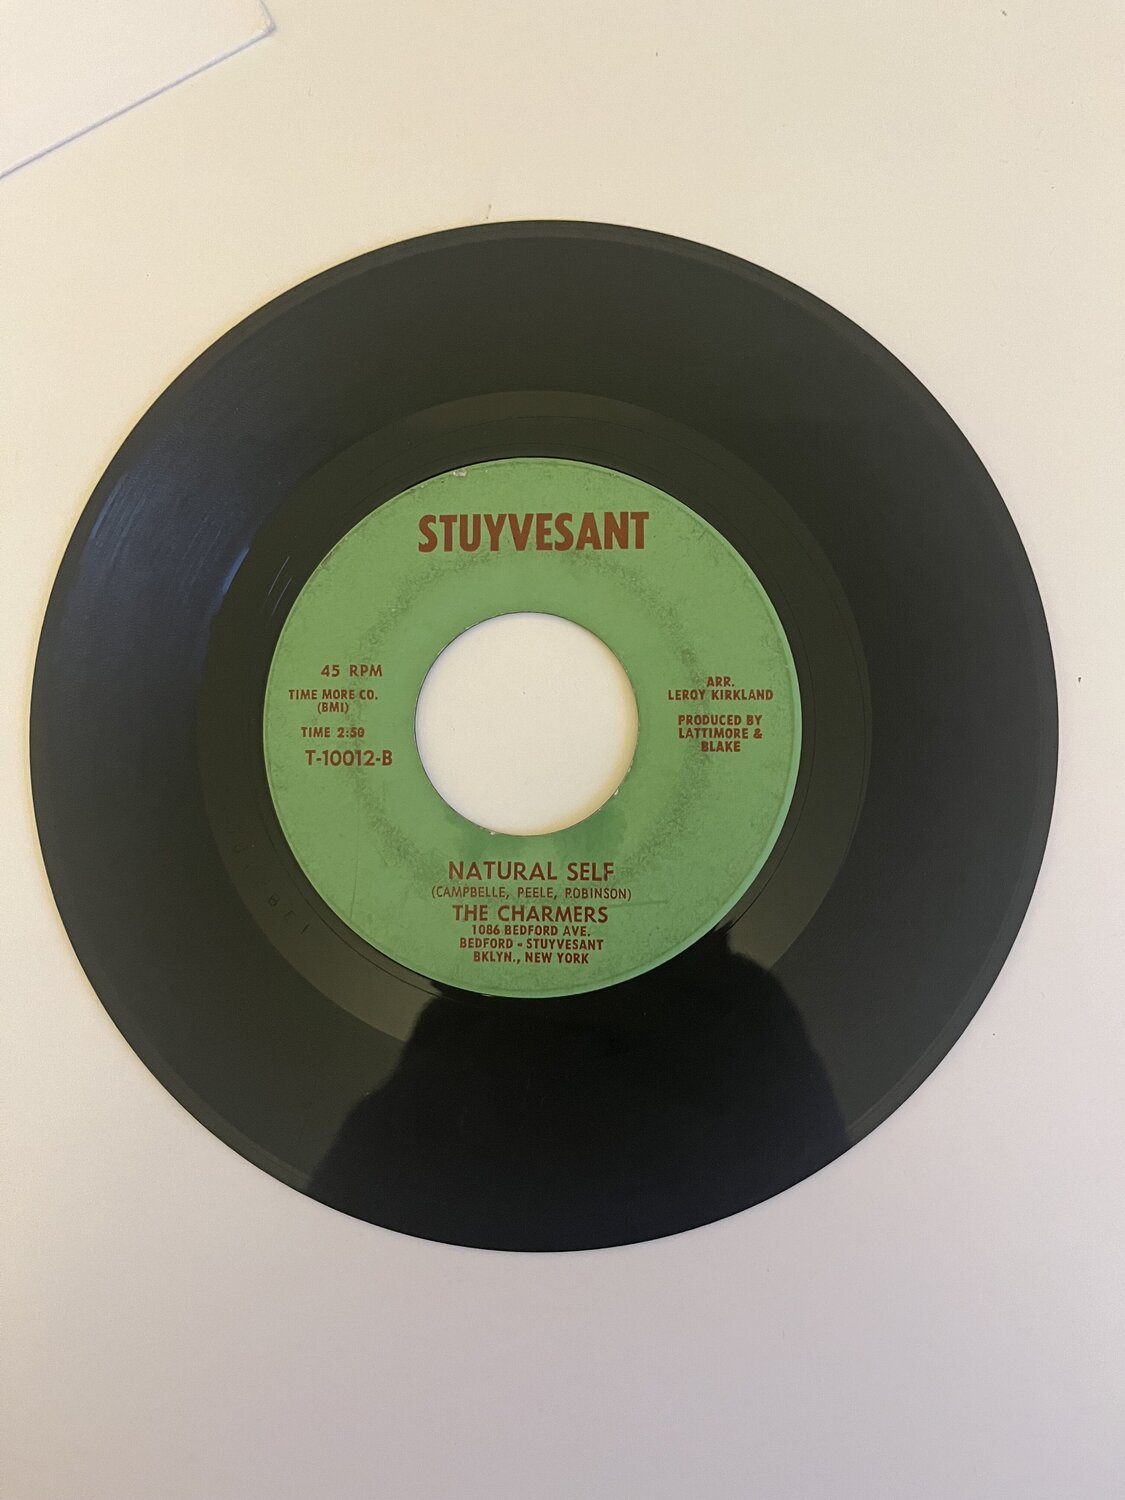 STUYVESANT
45 RPM
TIME MORE CO.
(BMI)
TIME 2:50
T-10012-B
ARR.
LEROY KIRKLAND
PRODUCED BY
LATTIMORE &
BLAKE
NATURAL SELF
(CAMPBELLE, PEELE, ROBINSON)
THE CHARMERS
1086 BEDFORD AVE.
BEDFORD - STUYVESANT
BKLYN., NEW YORK